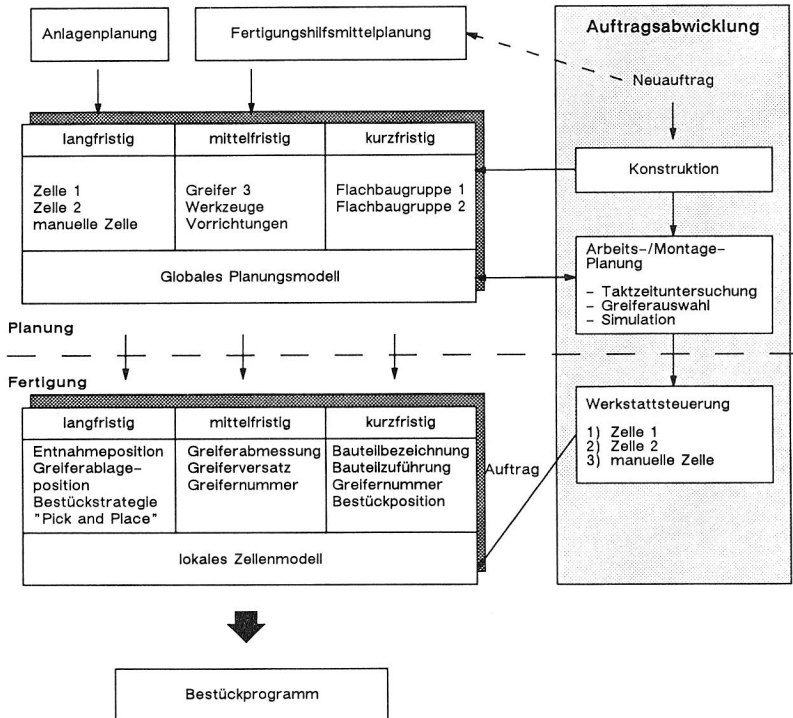 Anlagenplanung
Fertigungshilfsmittelplanung
Auftragsabwicklung
Neuauftrag
langfristig
mittelfristig
kurzfristig
Zelle 1
Zelle 2
manuelle Zelle
Greifer 3
Werkzeuge
Vorrichtungen
Flachbaugruppe 1
Flachbaugruppe 2
Globales Planungsmodell
Konstruktion
Arbeits-/Montage-
Planung
- Taktzeituntersuchung
- Greiferauswahl
- Simulation
Planung
Fertigung
langfristig
mittelfristig
kurzfristig
Entnahmeposition
Greiferablage-
position
Bestückstrategie
"Pick and Place"
Greiferabmessung
Greiferversatz
Greifernummer
Bauteilbezeichnung
Bauteilzuführung
Greifernummer
Bestückposition
lokales Zellenmodell
Auftrag
Werkstattsteuerung
1) Zelle 1
2) Zelle 2
3) manuelle Zelle
Bestückprogramm